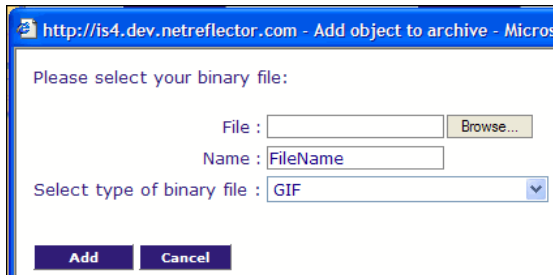 http://is4.dev.netreflector.com - Add object to archive - Micros
Please select your binary file:
File : Browse...
Name : FileName
Select type of binary file : GIF
Add Cancel